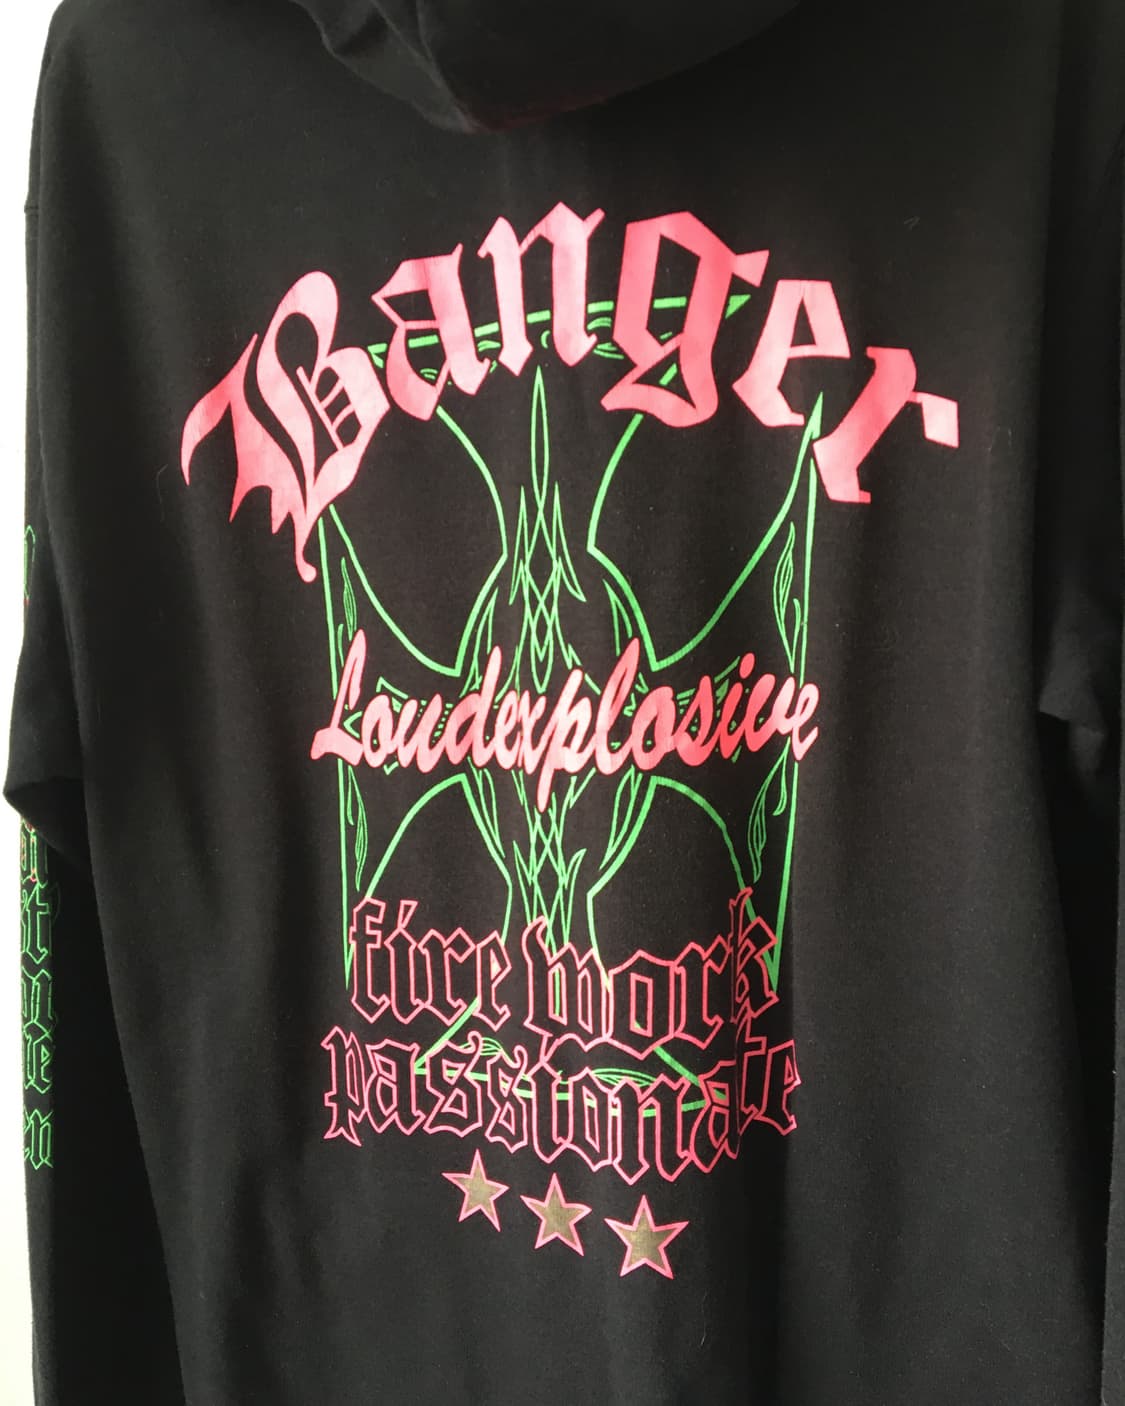 Banger
Loudexplosive
fire work
passionate